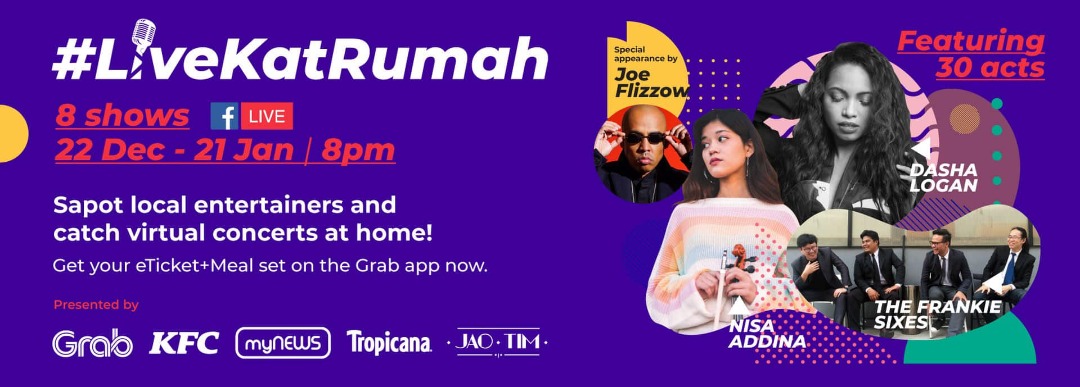 #LiveKatRumah
8 shows
f LIVE
22 Dec - 21 Jan | 8pm
Sapot local entertainers and
catch virtual concerts at home!
Get your eTicket+Meal set on the Grab app now.
Presented by
Grab KFC myNEWS Tropicana JAO TIM
Special
appearance by
Joe
Flizzow
Featuring
30 acts
DASHA
LOGAN
THE FRANKIE
SIXES
NISA
ADDINA